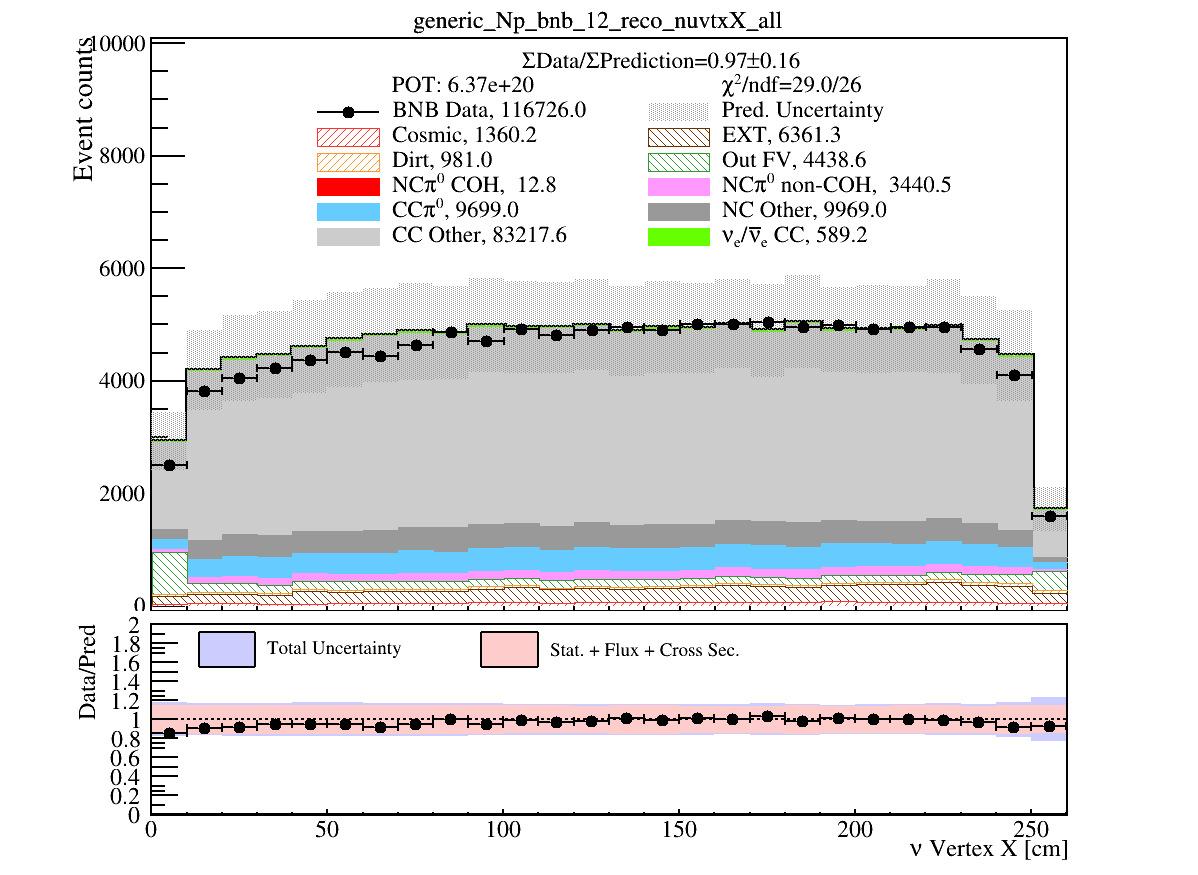 generic_Np_bnb_12_reco_nuvtxX_all
ΣData/ΣPrediction=0.97±0.16
POT: 6.37e+20
χ²/ndf=29.0/26
BNB Data, 116726.0
Pred. Uncertainty
Cosmic, 1360.2
EXT, 6361.3
Dirt, 981.0
Out FV, 4438.6
NCπ⁰ COH, 12.8
NCπ⁰ non-COH, 3440.5
CCπ⁰, 9699.0
NC Other, 9969.0
CC Other, 83217.6
νₑ/ν̅ₑ CC, 589.2
Event counts
10000
8000
6000
4000
2000
0
Total Uncertainty
Stat. + Flux + Cross Sec.
Data/Pred
2
1.8
1.6
1.4
1.2
1
0.8
0.6
0.4
0.2
0
0 50 100 150 200 250
ν Vertex X [cm]